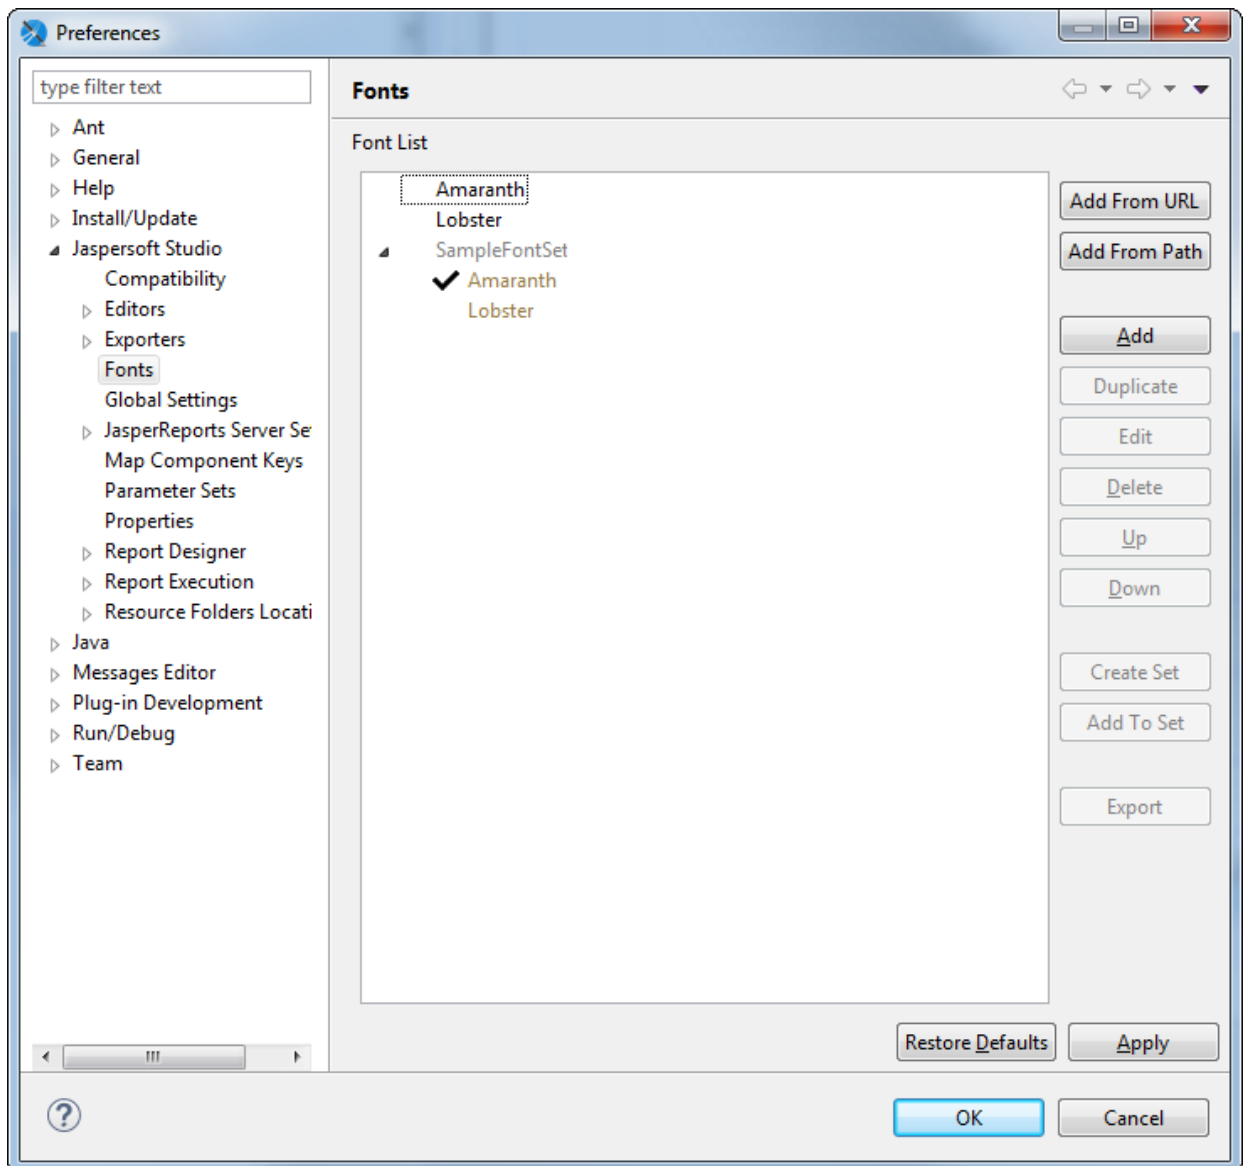 Preferences
type filter text
Ant
General
Help
Install/Update
Jaspersoft Studio
Compatibility
Editors
Exporters
Fonts
Global Settings
JasperReports Server Se
Map Component Keys
Parameter Sets
Properties
Report Designer
Report Execution
Resource Folders Locati
Java
Messages Editor
Plug-in Development
Run/Debug
Team
Fonts
Font List
Amaranth
Lobster
SampleFontSet
Amaranth
Lobster
Add From URL
Add From Path
Add
Duplicate
Edit
Delete
Up
Down
Create Set
Add To Set
Export
Restore Defaults
Apply
?
OK
Cancel